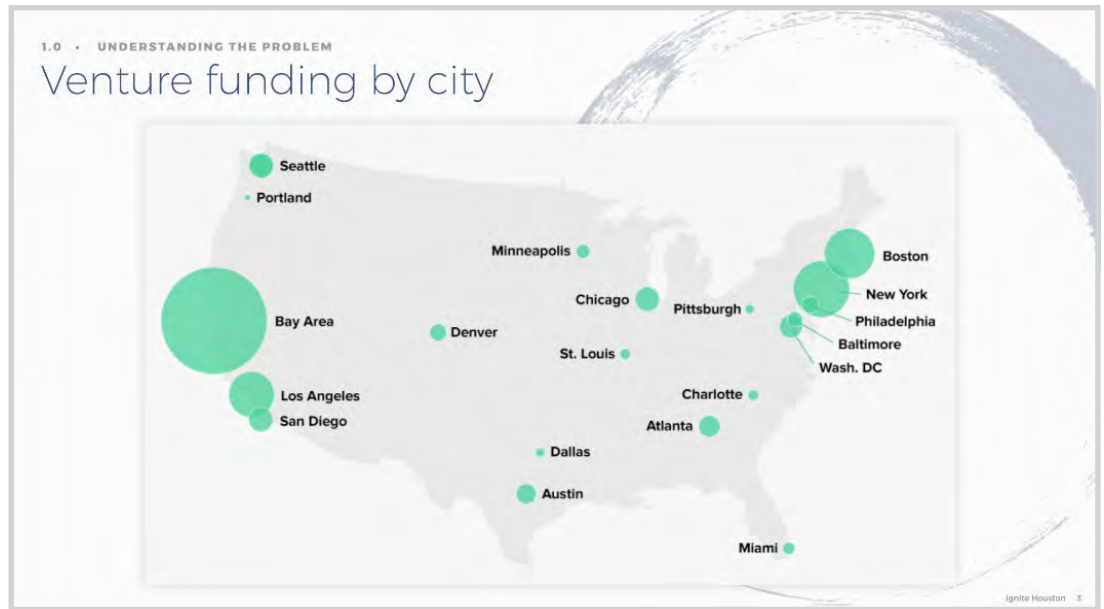 1.0 • UNDERSTANDING THE PROBLEM
Venture funding by city
Seattle
Portland
Minneapolis
Boston
Chicago
New York
Pittsburgh
Philadelphia
Bay Area
Denver
Baltimore
St. Louis
Wash. DC
Los Angeles
Charlotte
San Diego
Atlanta
Dallas
Austin
Miami
Ignite Houston 3